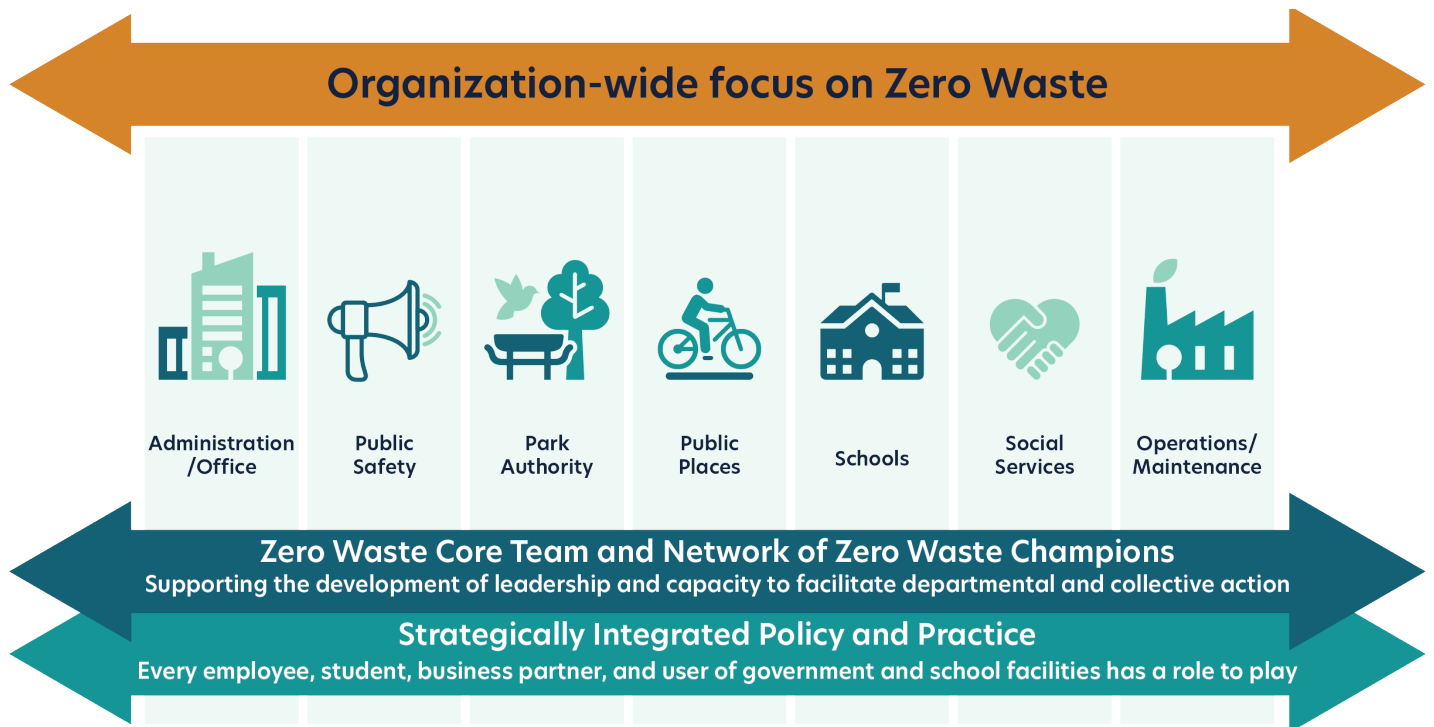 Organization-wide focus on Zero Waste
Administration
/Office
Public
Safety
Park
Authority
Public
Places
Schools
Social
Services
Operations/
Maintenance
Zero Waste Core Team and Network of Zero Waste Champions
Supporting the development of leadership and capacity to facilitate departmental and collective action
Strategically Integrated Policy and Practice
Every employee, student, business partner, and user of government and school facilities has a role to play